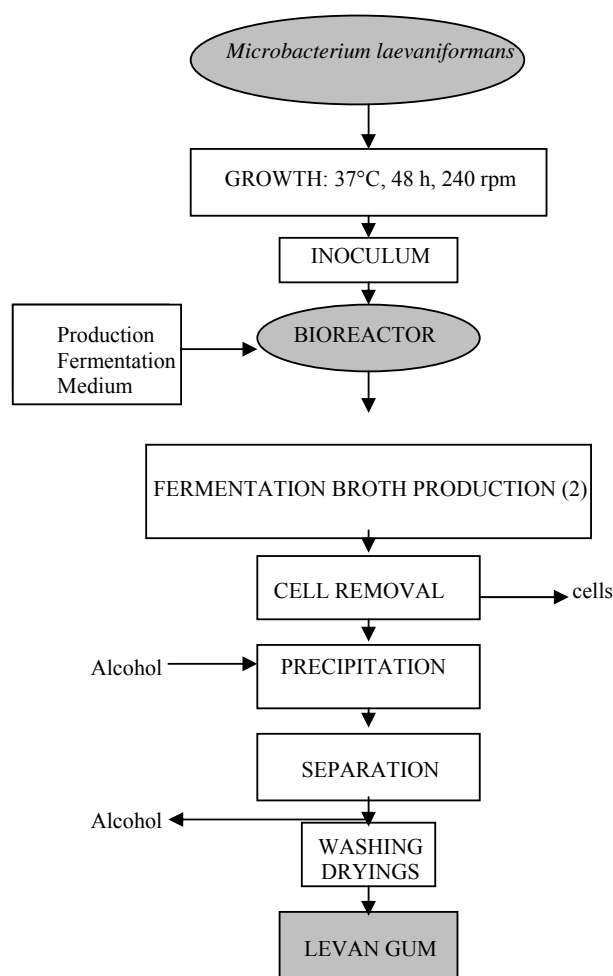 Microbacterium laevaniformans
GROWTH: 37°C, 48 h, 240 rpm
INOCULUM
Production
Fermentation
Medium
BIOREACTOR
FERMENTATION BROTH PRODUCTION (2)
CELL REMOVAL
cells
Alcohol
PRECIPITATION
SEPARATION
Alcohol
WASHING
DRYINGS
LEVAN GUM